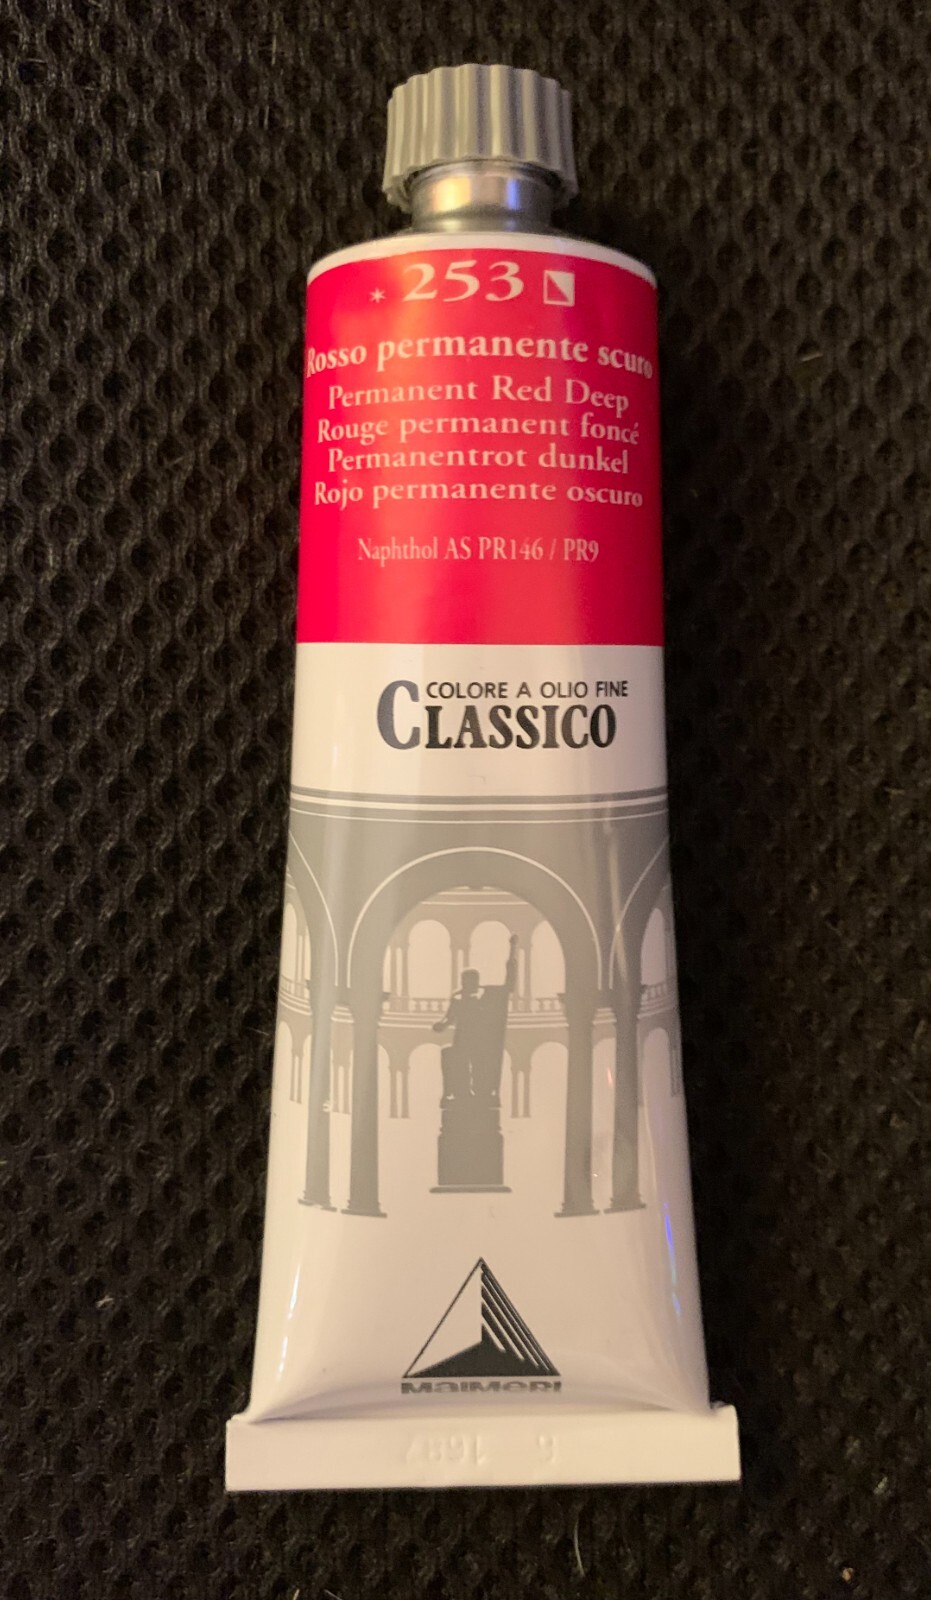 * 253
Rosso permanente scuro
Permanent Red Deep
Rouge permanent foncé
Permanentrot dunkel
Rojo permanente oscuro
Naphthol AS PR146 / PR9
COLORE A OLIO FINE
CLASSICO
MAIMERI